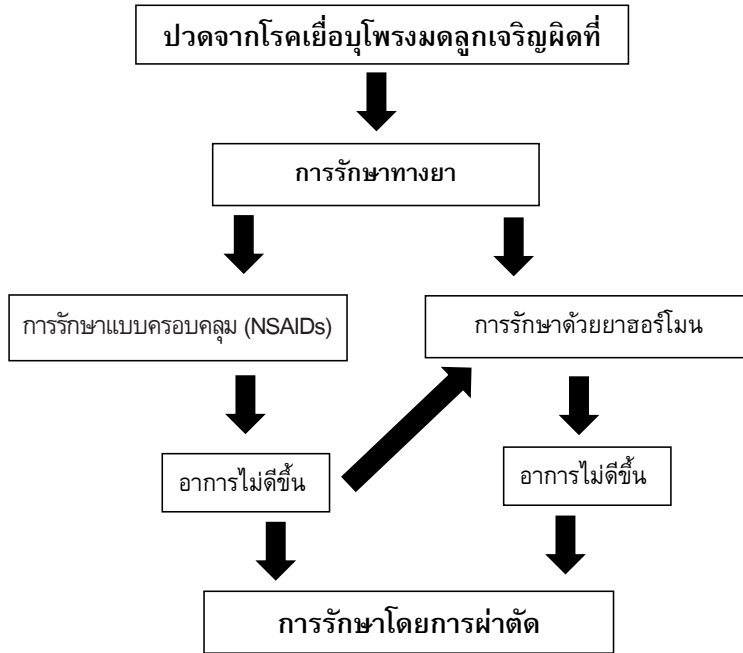 ปวดจากโรคเยื่อบุโพรงมดลูกเจริญผิดที่
การรักษาทางยา
การรักษาแบบครอบคลุม (NSAIDs)
การรักษาด้วยยาฮอร์โมน
อาการไม่ดีขึ้น
อาการไม่ดีขึ้น
การรักษาโดยการผ่าตัด